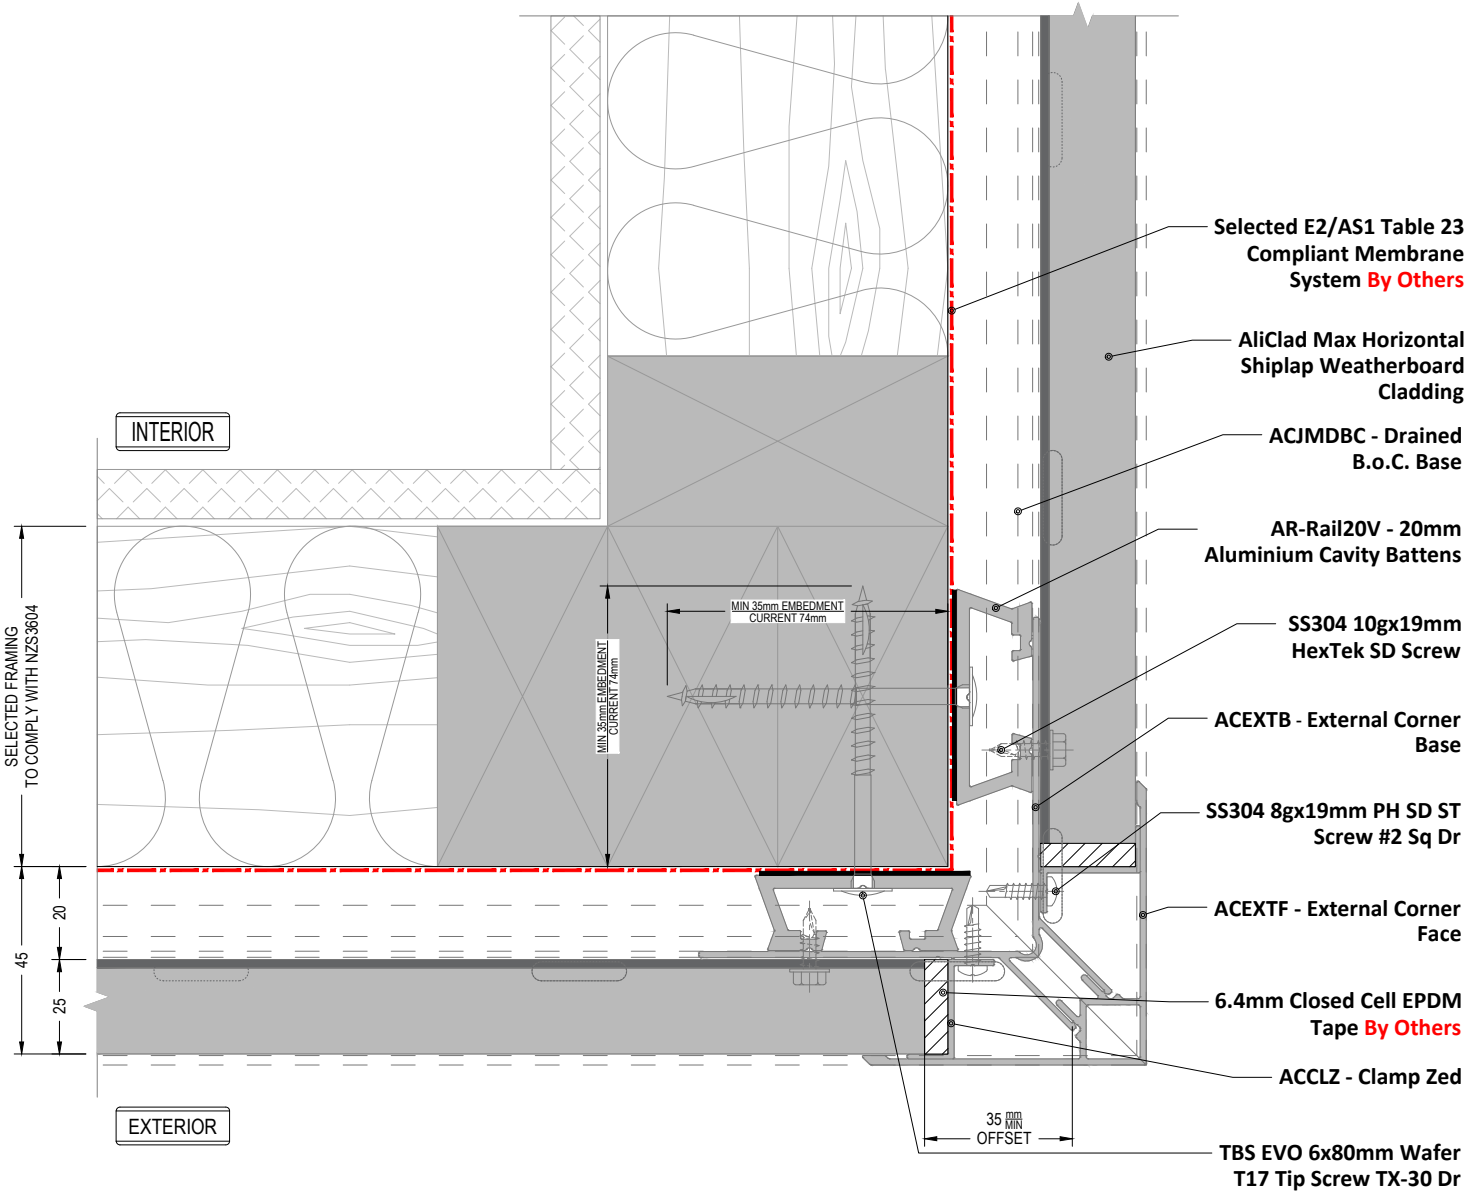 Selected E2/AS1 Table 23
Compliant Membrane
System By Others
AliClad Max Horizontal
Shiplap Weatherboard
Cladding
INTERIOR
ACJMDBC - Drained
B.o.C. Base
AR-Rail20V - 20mm
Aluminium Cavity Battens
MIN 35mm EMBEDMENT
CURRENT 74mm
MIN 35mm EMBEDMENT
CURRENT 74mm
SELECTED FRAMING
TO COMPLY WITH NZS3604
SS304 10gx19mm
HexTek SD Screw
ACEXTB - External Corner
Base
SS304 8gx19mm PH SD ST
Screw #2 Sq Dr
20
45
25
ACEXTF - External Corner
Face
6.4mm Closed Cell EPDM
Tape By Others
ACCLZ - Clamp Zed
EXTERIOR
35 mm MIN
OFFSET
TBS EVO 6x80mm Wafer
T17 Tip Screw TX-30 Dr